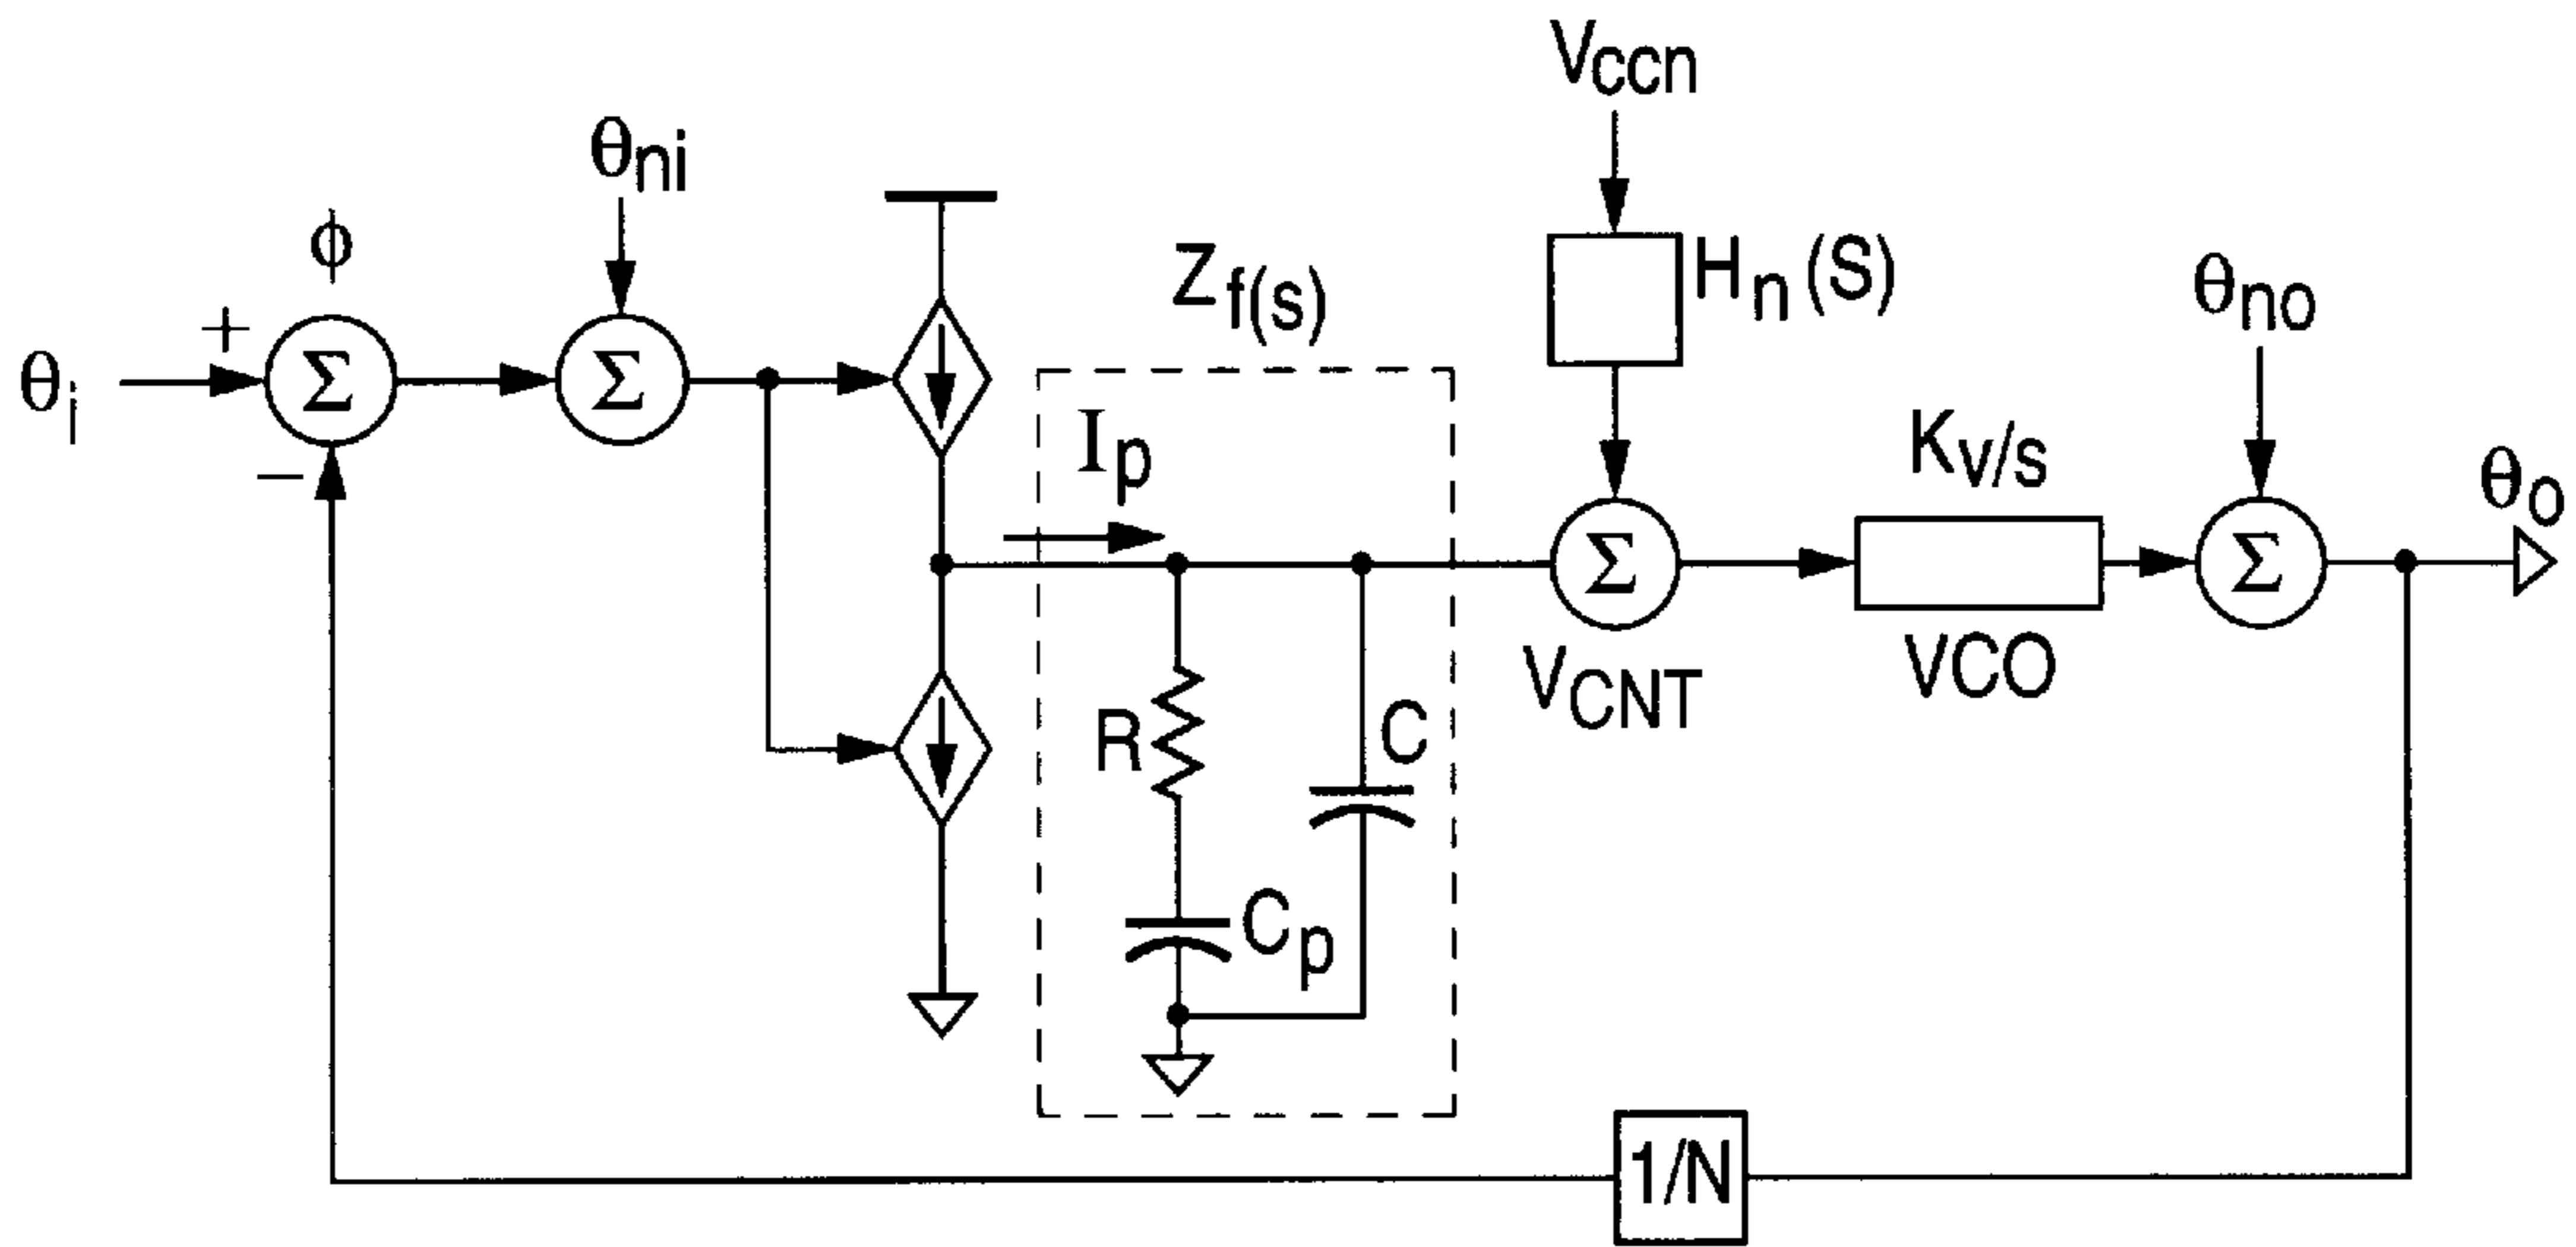 Vccn
θni
ϕ
Zf(s)
Hn (S)
θno
+
θi
Σ
Σ
Ip
Kv/s
θo
−
Σ
Σ
VCNT
VCO
R
C
Cp
1/N